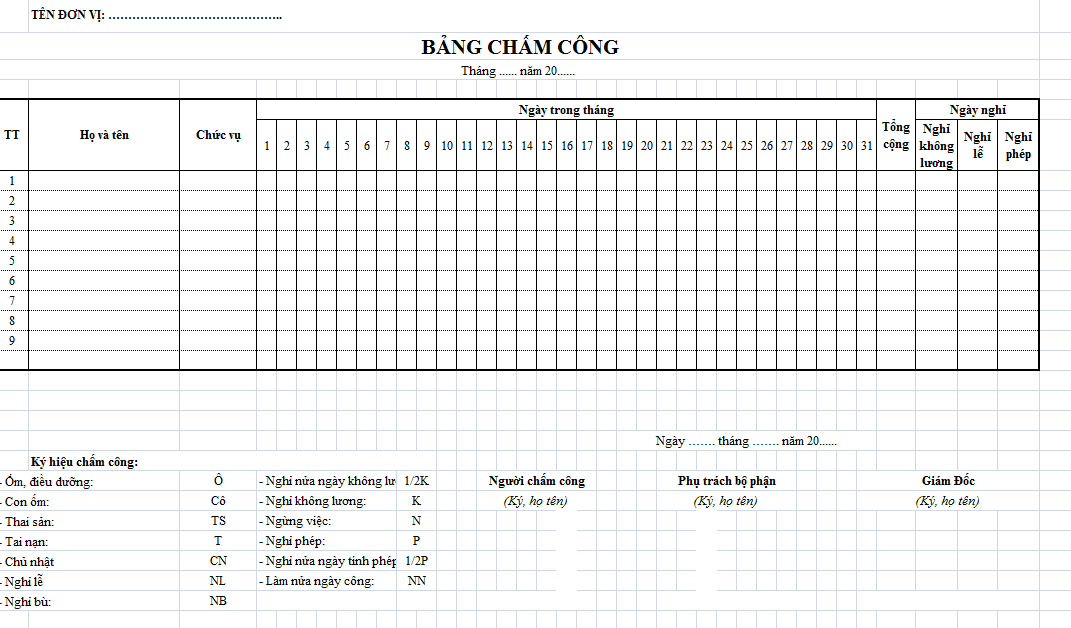 TÊN ĐƠN VỊ: ……………………………………..
BẢNG CHẤM CÔNG
Tháng ...... năm 20......
TT Họ và tên Chức vụ Ngày trong tháng Tổng cộng Ngày nghỉ
1 2 3 4 5 6 7 8 9 10 11 12 13 14 15 16 17 18 19 20 21 22 23 24 25 26 27 28 29 30 31 Nghỉ không lương Nghỉ lễ Nghỉ phép
1
2
3
4
5
6
7
8
9
Ngày ……. tháng ……. năm 20......
Ký hiệu chấm công:
- Ốm, điều dưỡng: Ô - Nghỉ nửa ngày không lư 1/2K Người chấm công Phụ trách bộ phận Giám Đốc
- Con ốm: Cô - Nghỉ không lương: K (Ký, họ tên) (Ký, họ tên) (Ký, họ tên)
- Thai sản: TS - Ngừng việc: N
- Tai nạn: T - Nghỉ phép: P
- Chủ nhật CN - Nghỉ nửa ngày tính phép 1/2P
- Nghỉ lễ NL - Làm nửa ngày công: NN
- Nghỉ bù: NB